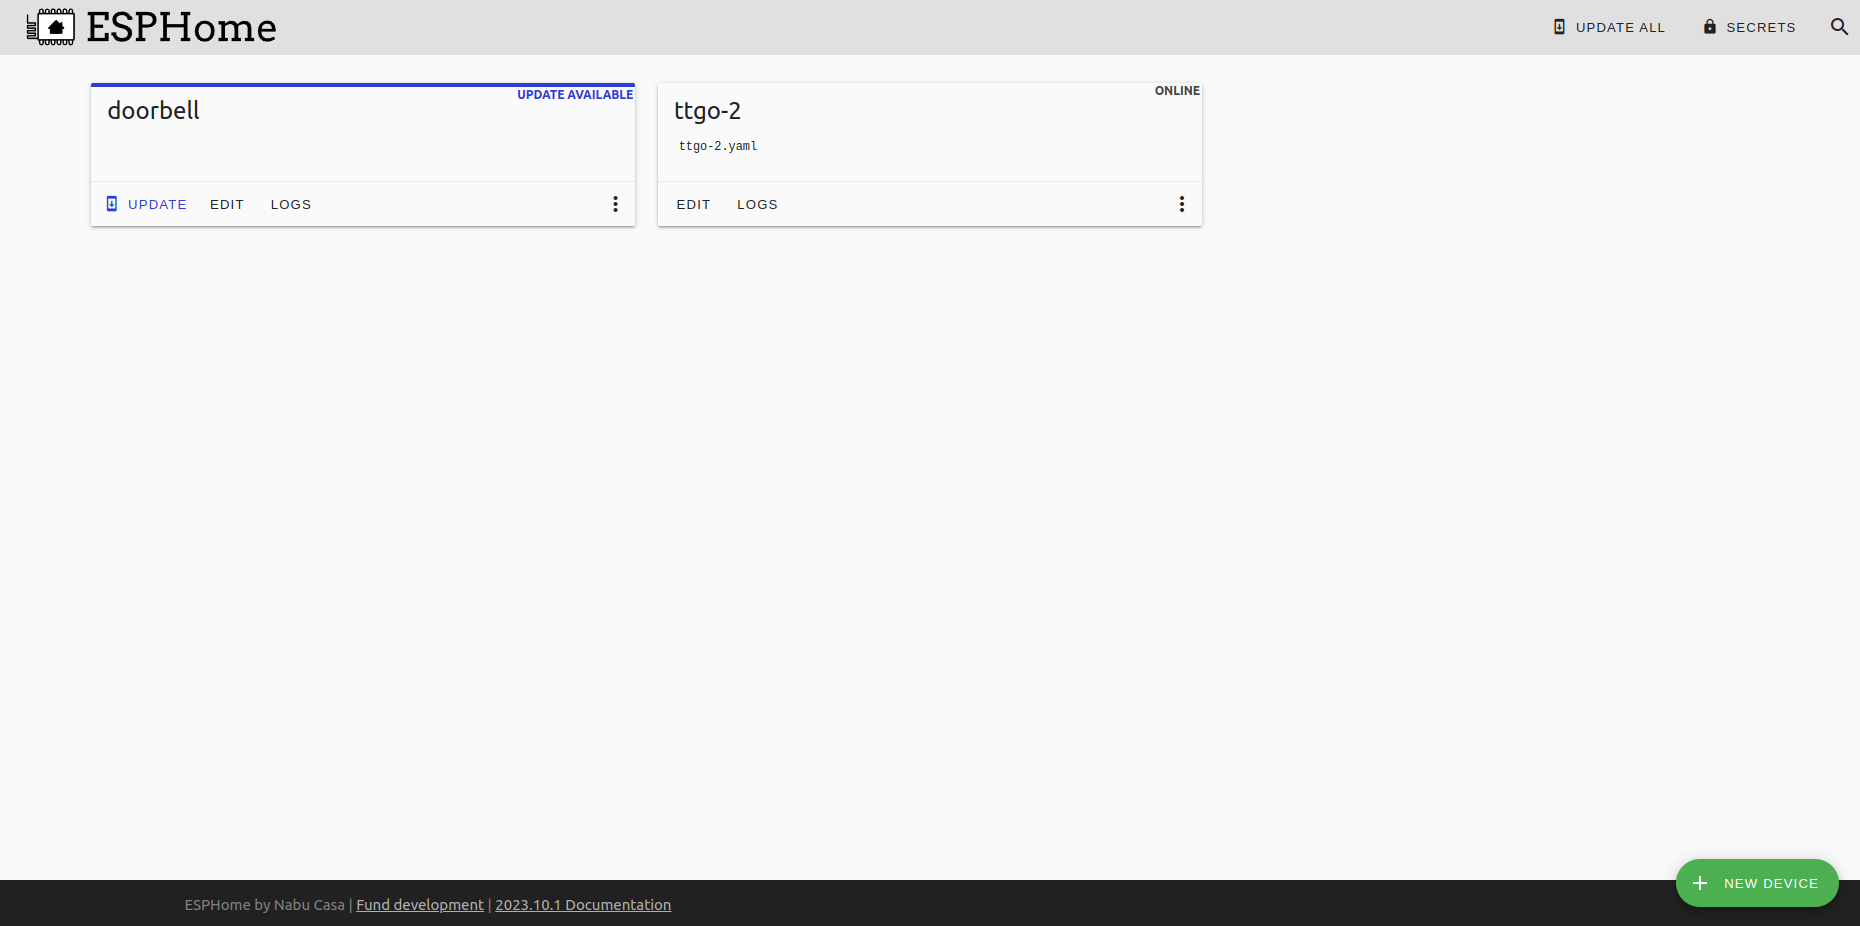 ESPHome
UPDATE ALL
SECRETS
UPDATE AVAILABLE
doorbell
UPDATE
EDIT
LOGS
ONLINE
ttgo-2
ttgo-2.yaml
EDIT
LOGS
NEW DEVICE
ESPHome by Nabu Casa | Fund development | 2023.10.1 Documentation